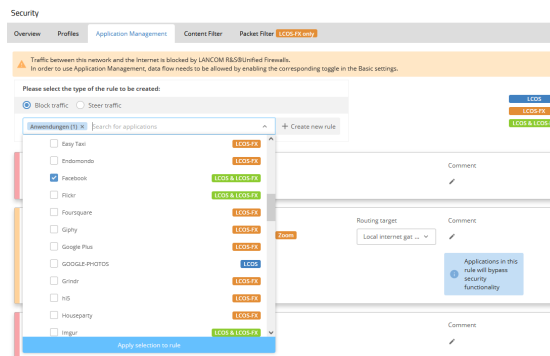 Security
Overview Profiles Application Management Content Filter Packet Filter LCOS-FX only
Traffic between this network and the Internet is blocked by LANCOM R&S®Unified Firewalls.
In order to use Application Management, data flow needs to be allowed by enabling the corresponding toggle in the Basic settings.
Please select the type of the rule to be created:
Block traffic Steer traffic
LCOS
LCOS-FX
LCOS & LCOS-FX
Anwendungen (1) × Search for applications + Create new rule
Easy Taxi LCOS-FX
Endomondo LCOS-FX
Facebook LCOS & LCOS-FX
Flickr LCOS & LCOS-FX
Foursquare LCOS-FX
Giphy LCOS-FX
Google Plus LCOS-FX
GOOGLE-PHOTOS LCOS
Grindr LCOS-FX
hi5 LCOS-FX
Houseparty LCOS-FX
Imgur LCOS & LCOS-FX
Apply selection to rule
Comment
Routing target Comment
Zoom Local internet gat ...
Applications in this
rule will bypass
security
functionality
Comment